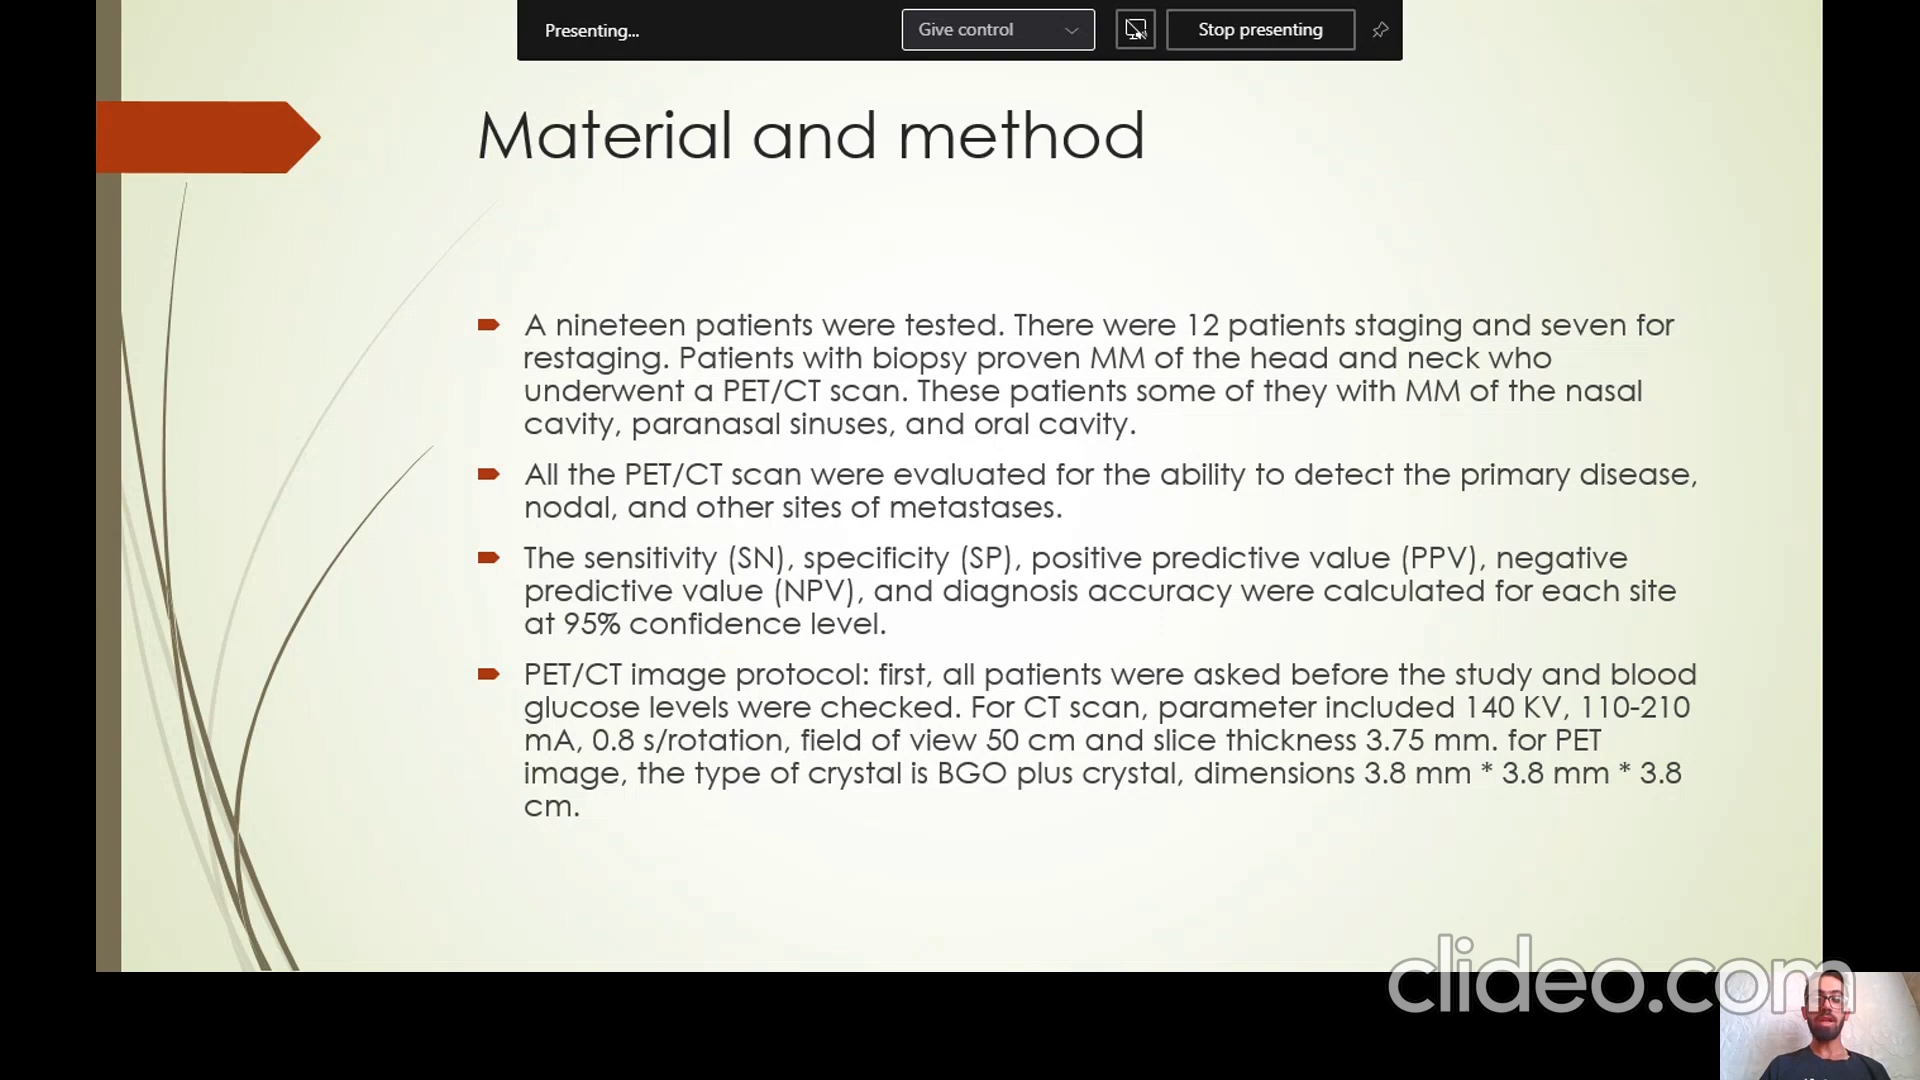 Presenting...
Give control
Stop presenting
Material and method
A nineteen patients were tested. There were 12 patients staging and seven for
restaging. Patients with biopsy proven MM of the head and neck who
underwent a PET/CT scan. These patients some of they with MM of the nasal
cavity, paranasal sinuses, and oral cavity.
All the PET/CT scan were evaluated for the ability to detect the primary disease,
nodal, and other sites of metastases.
The sensitivity (SN), specificity (SP), positive predictive value (PPV), negative
predictive value (NPV), and diagnosis accuracy were calculated for each site
at 95% confidence level.
PET/CT image protocol: first, all patients were asked before the study and blood
glucose levels were checked. For CT scan, parameter included 140 KV, 110-210
mA, 0.8 s/rotation, field of view 50 cm and slice thickness 3.75 mm. for PET
image, the type of crystal is BGO plus crystal, dimensions 3.8 mm * 3.8 mm * 3.8
cm.
clideo.com